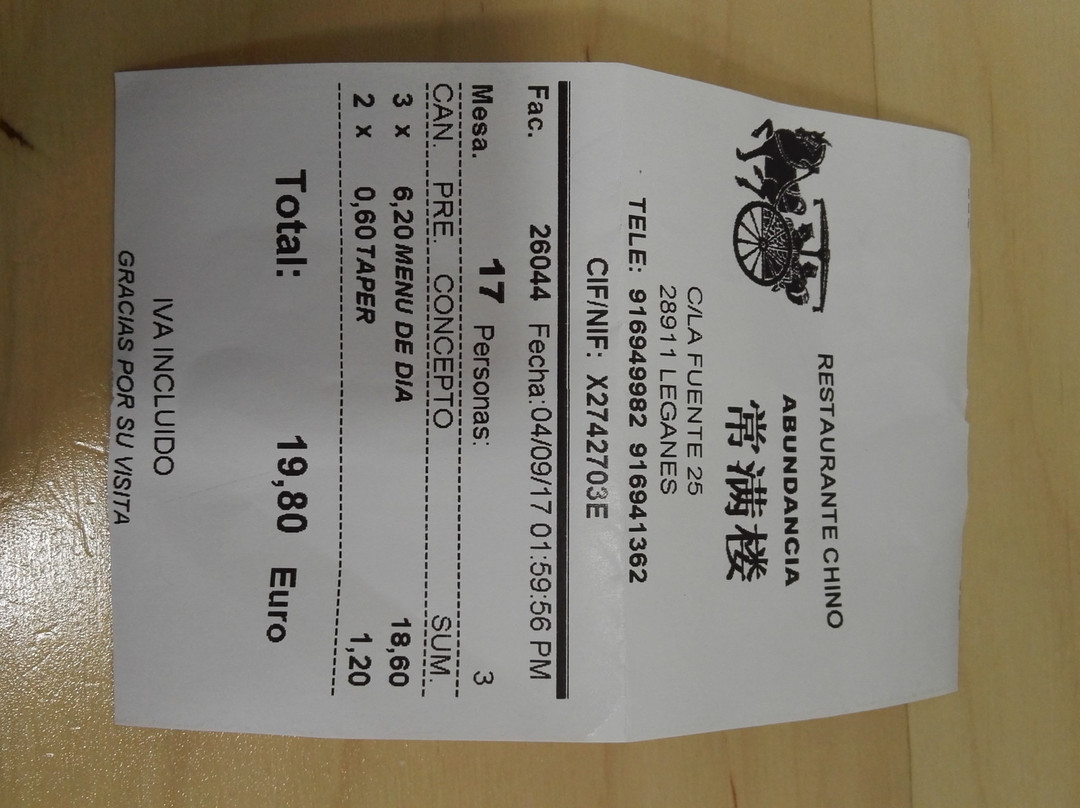 RESTAURANTE CHINO
ABUNDANCIA
常满楼
C/LA FUENTE 25
28911 LEGANES
TELE: 916949982 916941362
CIF/NIF: X2742703E
Fac. 26044 Fecha:04/09/17 01:59:56 PM
Mesa. 17 Personas: 3
CAN. PRE. CONCEPTO SUM.
3 x 6,20 MENU DE DIA 18,60
2 x 0,60 TAPER 1,20
Total: 19,80 Euro
IVA INCLUIDO
GRACIAS POR SU VISITA